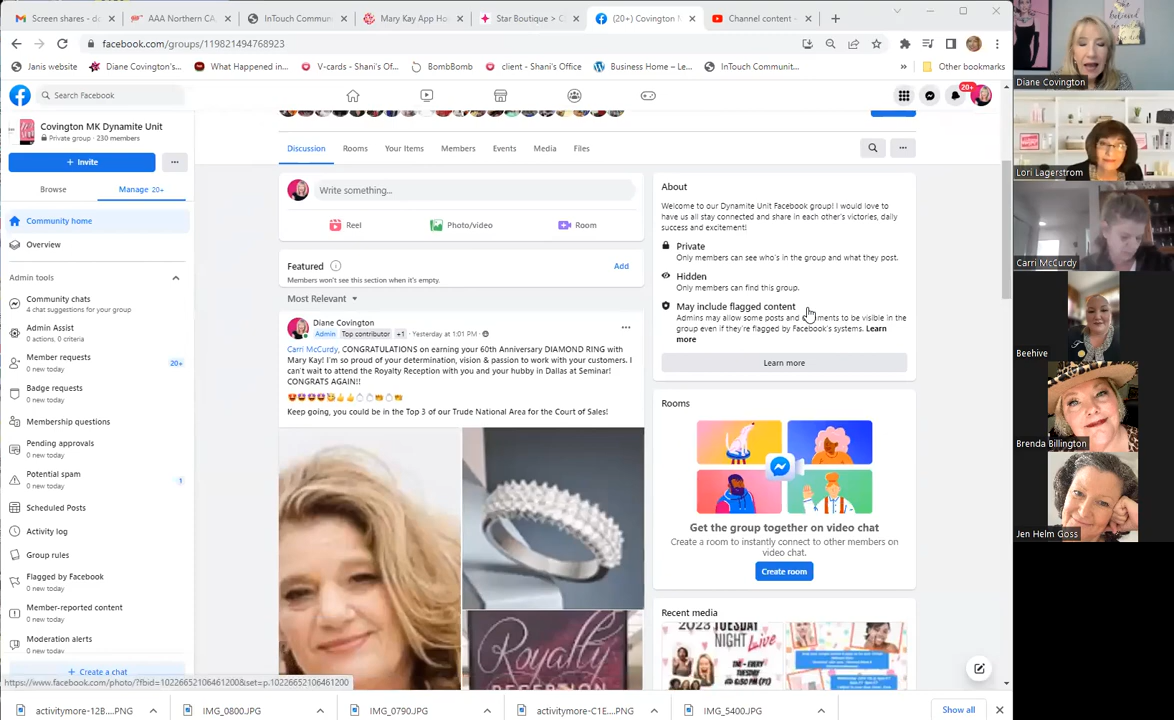 Screen shares - d
AAA Northern CA
InTouch Commun
Mary Kay App Ho
Star Boutique > C
(20+) Covington M
Channel content -
facebook.com/groups/119821494768923
Janis website
Diane Covington's...
What Happened in...
V-cards - Shani's Of...
BombBomb
client - Shani's Office
Business Home – Le...
InTouch Communit...
»
Other bookmarks
Search Facebook
20+
Covington MK Dynamite Unit
Private group · 230 members
+ Invite
...
Browse
Manage 20+
Community home
Overview
Admin tools
Community chats
4 chat suggestions for your group
Admin Assist
0 actions, 0 criteria
Member requests
0 new today
20+
Badge requests
0 new today
Membership questions
Pending approvals
0 new today
Potential spam
0 new today
1
Scheduled Posts
Activity log
Group rules
Flagged by Facebook
0 new today
Member-reported content
0 new today
Moderation alerts
0 new today
+ Create a chat
Discussion
Rooms
Your Items
Members
Events
Media
Files
Write something...
Reel
Photo/video
Room
Featured
Add
Members won't see this section when it's empty.
Most Relevant
Diane Covington
Admin Top contributor +1 · Yesterday at 1:01 PM ·
Carri McCurdy, CONGRATULATIONS on earning your 60th Anniversary DIAMOND RING with
Mary Kay! I'm so proud of your determination, vision & passion to work with your customers. I
can't wait to attend the Royalty Reception with you and your hubby in Dallas at Seminar!
CONGRATS AGAIN!!
😍🤩🤩🤩🥰👍👍💍💍👑💍👑
Keep going, you could be in the Top 3 of our Trude National Area for the Court of Sales!
Royalty
RECEPTION
About
Welcome to our Dynamite Unit Facebook group! I would love to
have us all stay connected and share in each other's victories, daily
success and excitement!
Private
Only members can see who's in the group and what they post.
Hidden
Only members can find this group.
May include flagged content
Admins may allow some posts and comments to be visible in the
group even if they're flagged by Facebook's systems. Learn
more
Learn more
Rooms
Get the group together on video chat
Create a room to instantly connect to other members on
video chat.
Create room
Recent media
2023 TUESDAY
NIGHT Live
THE - EVERY
TUESDAY
@ 6:50 PM (PT)
https://www.facebook.com/photo/?fbid=10226652106461200&set=p.10226652106461200
activitymore-12B....PNG
IMG_0800.JPG
IMG_0790.JPG
activitymore-C1E....PNG
IMG_5400.JPG
Show all
Diane Covington
Lori Lagerstrom
Carri McCurdy
Beehive
Brenda Billington
Jen Helm Goss